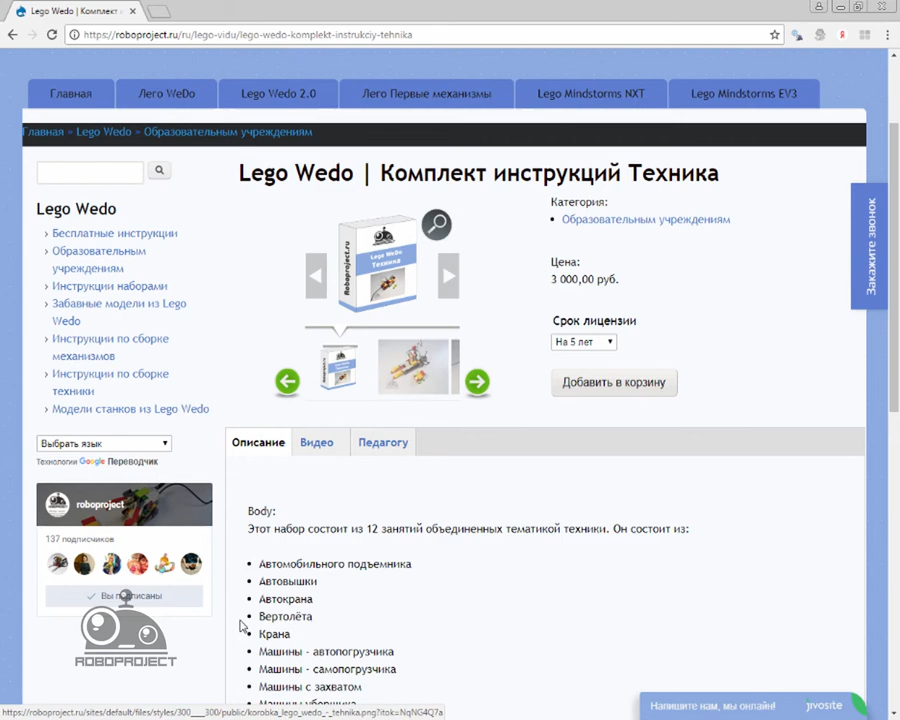 Lego Wedo | Комплект
https://roboproject.ru/ru/lego-vidu/lego-wedo-komplekt-instrukciy-tehnika
Главная
Лего WeDo
Lego Wedo 2.0
Лего Первые механизмы
Lego Mindstorms NXT
Lego Mindstorms EV3
Главная » Lego Wedo » Образовательным учреждениям
Lego Wedo | Комплект инструкций Техника
Lego Wedo
Бесплатные инструкции
Образовательным
учреждениям
Инструкции наборами
Забавные модели из Lego
Wedo
Инструкции по сборке
механизмов
Инструкции по сборке
техники
Модели станков из Lego Wedo
Выбрать язык
Технологии Google Переводчик
roboproject
137 подписчиков
Вы подписаны
ROBOPROJECT
Roboproject.ru
Lego WeDo
Техника
Категория:
Образовательным учреждениям
Цена:
3 000,00 руб.
Срок лицензии
На 5 лет
Добавить в корзину
Закажите звонок
Описание
Видео
Педагогу
Body:
Этот набор состоит из 12 занятий объединенных тематикой техники. Он состоит из:
Автомобильного подъемника
Автовышки
Автокрана
Вертолёта
Крана
Машины - автопогрузчика
Машины - самопогрузчика
Машины с захватом
Машины уборщика
https://roboproject.ru/sites/default/files/styles/300___300/public/korobka_lego_wedo_-_tehnika.png?itok=NqNG4Q7a
Напишите нам, мы онлайн!
jivosite